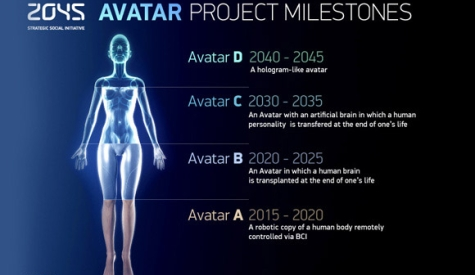 2045
STRATEGIC SOCIAL INITIATIVE
AVATAR PROJECT MILESTONES
Avatar D 2040 - 2045
A hologram-like avatar
Avatar C 2030 - 2035
An Avatar with an artificial brain in which a human
personality is transfered at the end of one's life
Avatar B 2020 - 2025
An Avatar in which a human brain
is transplanted at the end of one's life
Avatar A 2015 - 2020
A robotic copy of a human body remotely
controlled via BCI